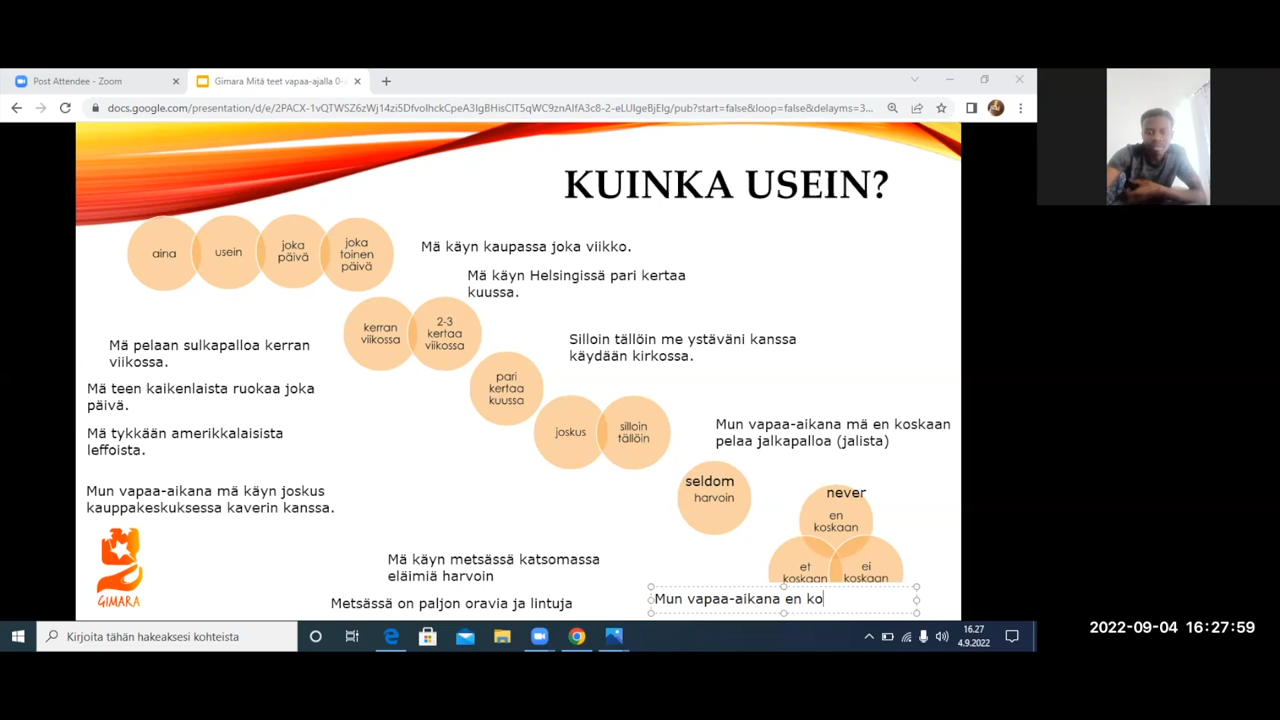 Post Attendee - Zoom
Gimara Mitä teet vapaa-ajalla 0-
docs.google.com/presentation/d/e/2PACX-1vQTWSZ6zWj14zi5DfvolhckCpeA3IgBHisClT5qWC9znAIfA3c8-2-eLUIgeBjEIg/pub?start=false&loop=false&delayms=3...
KUINKA USEIN?
aina
usein
joka
päivä
joka
toinen
päivä
Mä käyn kaupassa joka viikko.
Mä käyn Helsingissä pari kertaa
kuussa.
kerran
viikossa
2-3
kertaa
viikossa
Silloin tällöin me ystäväni kanssa
käydään kirkossa.
Mä pelaan sulkapalloa kerran
viikossa.
Mä teen kaikenlaista ruokaa joka
päivä.
Mä tykkään amerikkalaisista
leffoista.
pari
kertaa
kuussa
joskus
silloin
tällöin
Mun vapaa-aikana mä en koskaan
pelaa jalkapalloa (jalista)
seldom
harvoin
never
en
koskaan
et
koskaan
ei
koskaan
Mun vapaa-aikana mä käyn joskus
kauppakeskuksessa kaverin kanssa.
GIMARA
Mä käyn metsässä katsomassa
eläimiä harvoin
Metsässä on paljon oravia ja lintuja
Mun vapaa-aikana en ko
Kirjoita tähän hakeaksesi kohteista
16.27
4.9.2022
2022-09-04 16:27:59